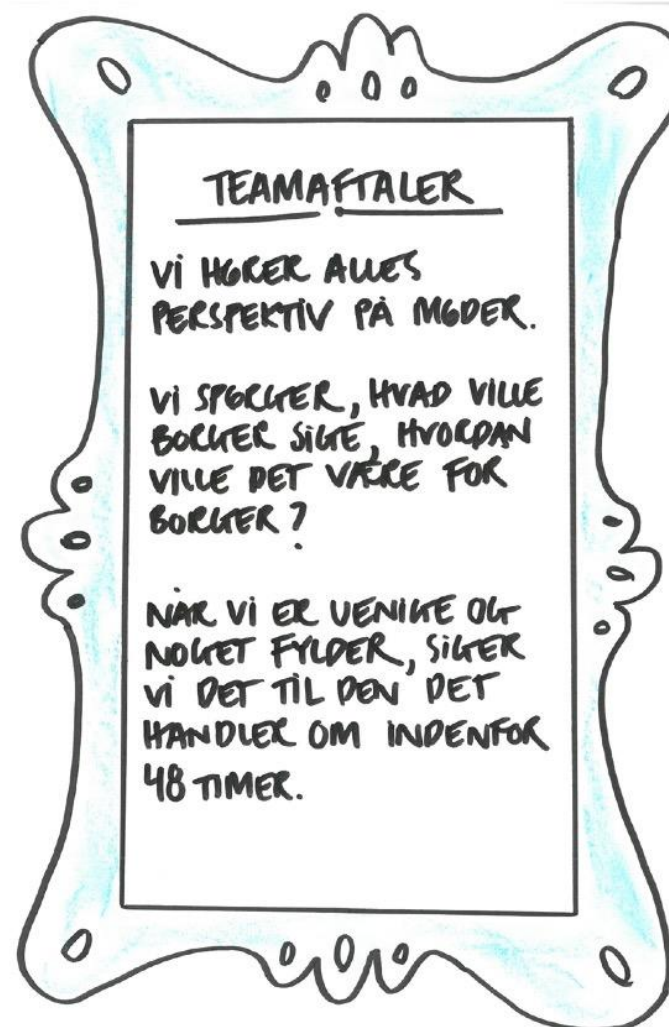 TEAMAFTALER
Vi HØRER ALLES
PERSPEKTiV PÅ MØDER.
Vi SPØRGER, HVAD VILLE
BORGER SiGE, HVORDAN
VILLE DET VÆRE FOR
BORGER?
NÅR Vi ER UENIGE OG
NOGET FYLDER, SiGER
Vi DET TiL DEN DET
HANDLER OM INDENFOR
48 TIMER.